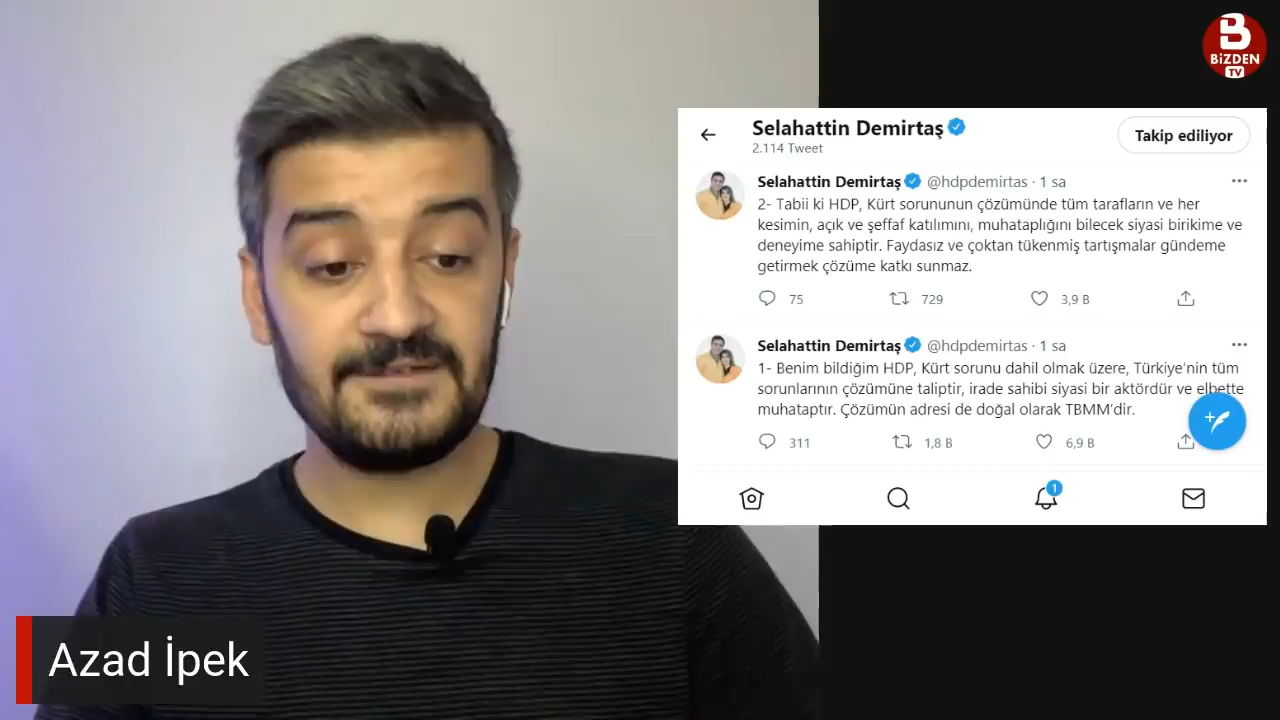 B
BİZDEN
TV
Selahattin Demirtaş
2.114 Tweet
Takip ediliyor
Selahattin Demirtaş @hdpdemirtas · 1 sa
2- Tabii ki HDP, Kürt sorununun çözümünde tüm tarafların ve her
kesimin, açık ve şeffaf katılımını, muhataplığını bilecek siyasi birikime ve
deneyime sahiptir. Faydasız ve çoktan tükenmiş tartışmalar gündeme
getirmek çözüme katkı sunmaz.
75 729 3,9 B
Selahattin Demirtaş @hdpdemirtas · 1 sa
1- Benim bildiğim HDP, Kürt sorunu dahil olmak üzere, Türkiye'nin tüm
sorunlarının çözümüne taliptir, irade sahibi siyasi bir aktördür ve elbette
muhataptır. Çözümün adresi de doğal olarak TBMM'dir.
311 1,8 B 6,9 B
1
Azad İpek